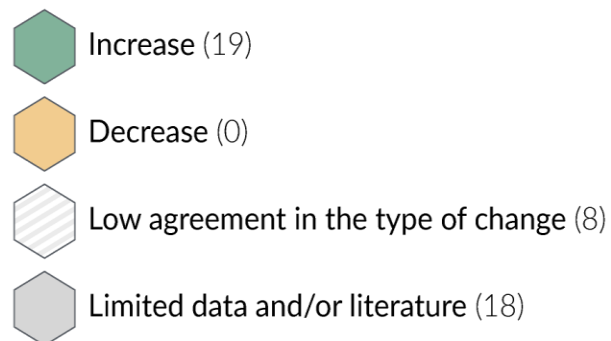 Increase (19)
Decrease (0)
Low agreement in the type of change (8)
Limited data and/or literature (18)